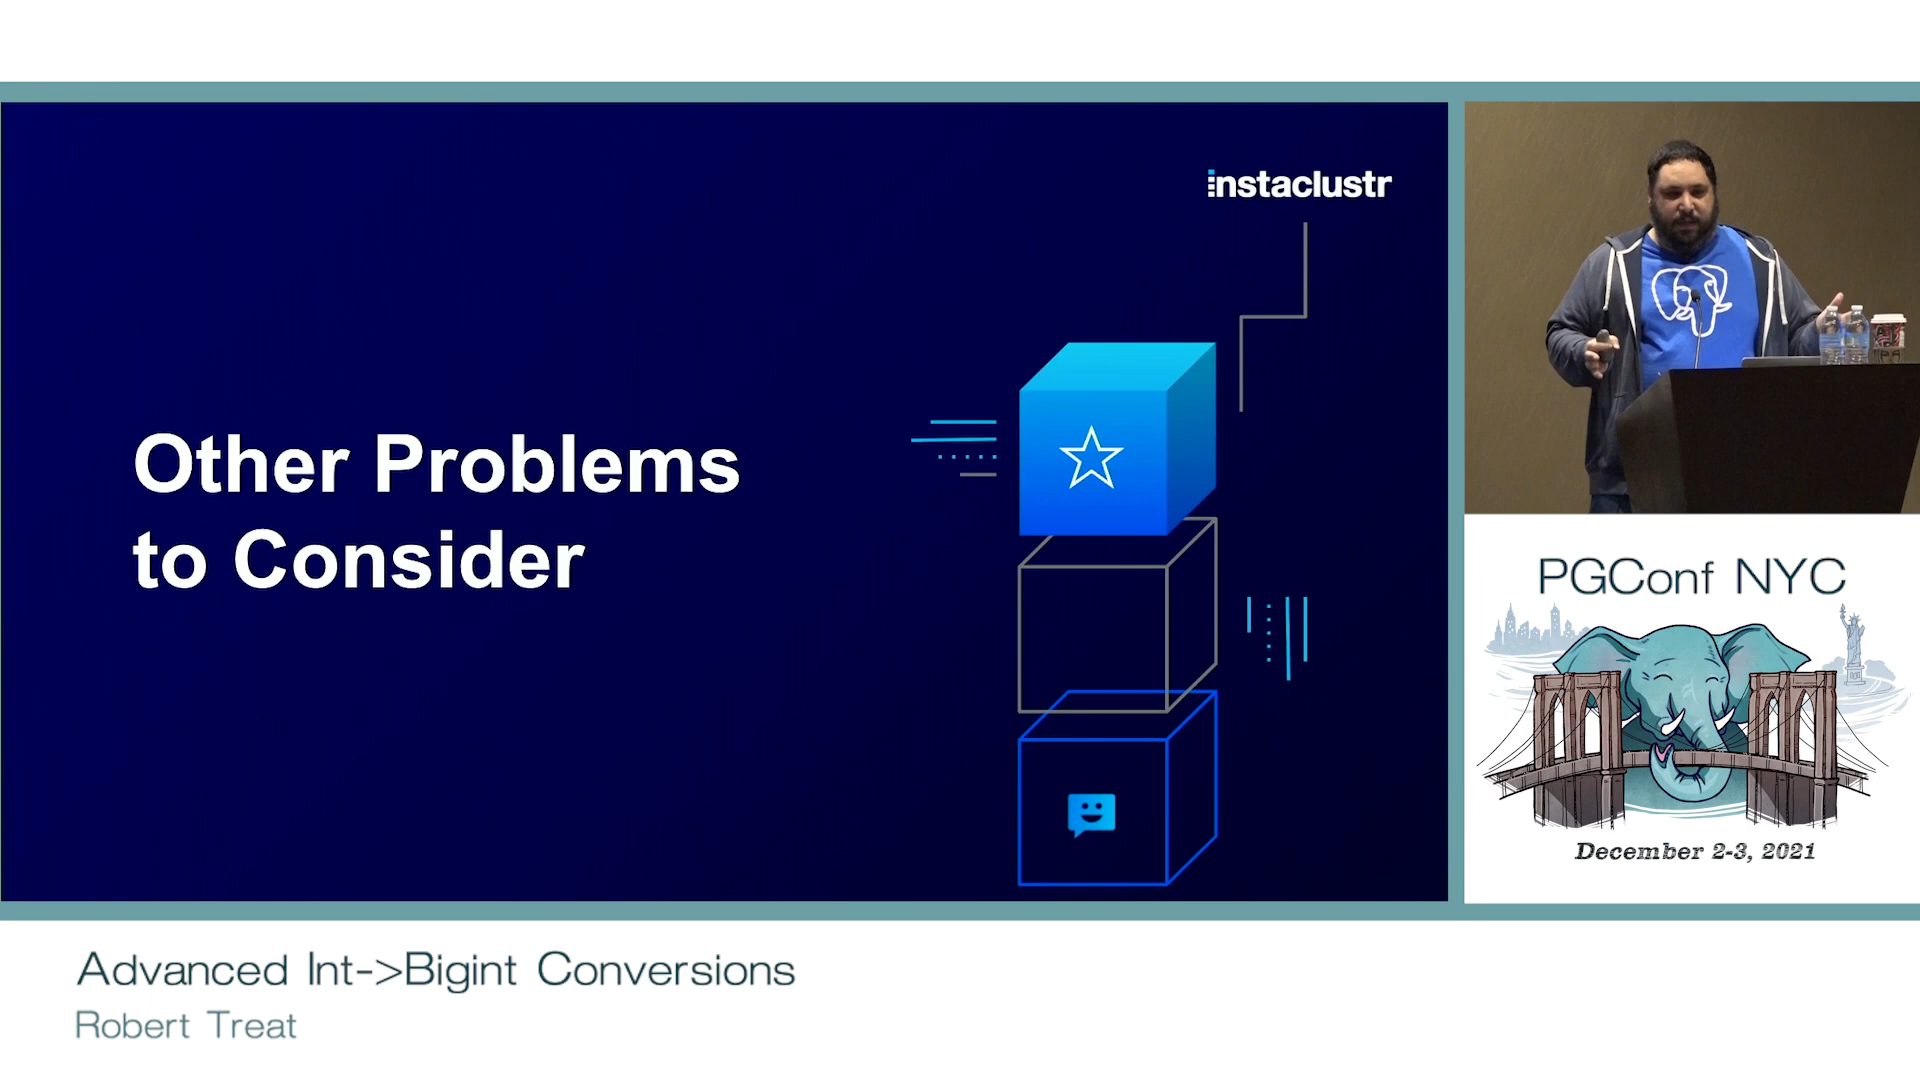 instaclustr
Other Problems
to Consider
PGConf NYC
December 2-3, 2021
Advanced Int->Bigint Conversions
Robert Treat